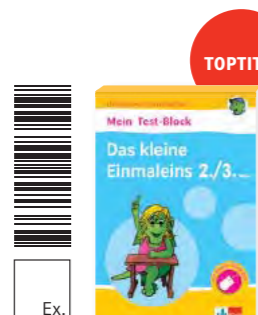 TOPTIT
Mein Test-Block
Das kleine
Einmaleins 2./3.
Ex.